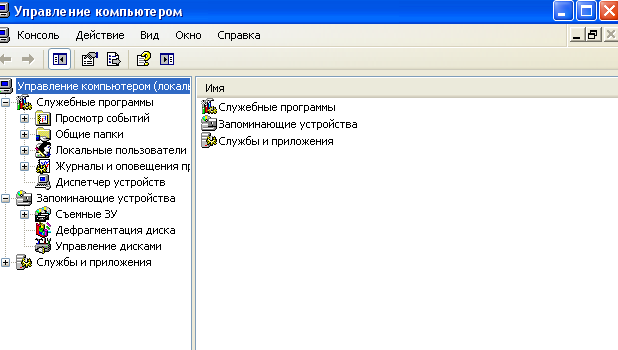 Управление компьютером
Консоль Действие Вид Окно Справка
Управление компьютером (локаль
Служебные программы
Просмотр событий
Общие папки
Локальные пользователи
Журналы и оповещения пр
Диспетчер устройств
Запоминающие устройства
Съемные ЗУ
Дефрагментация диска
Управление дисками
Службы и приложения
Имя
Служебные программы
Запоминающие устройства
Службы и приложения